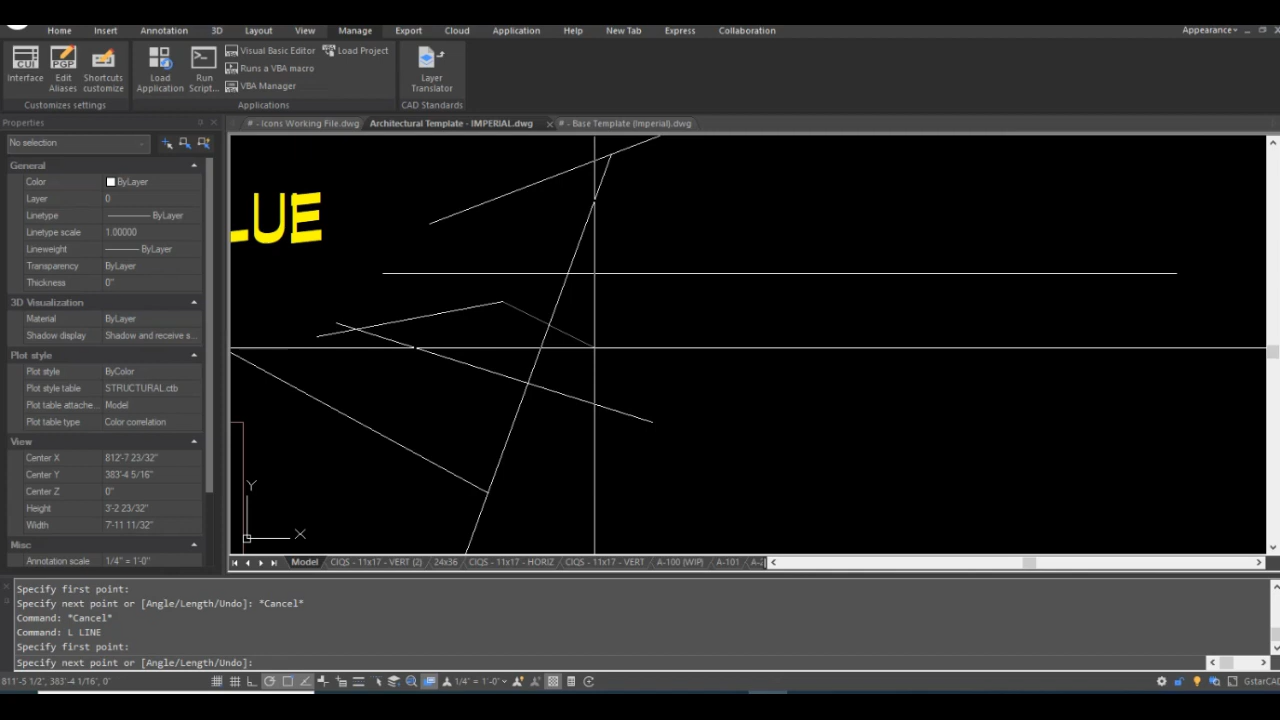 Home Insert Annotation 3D Layout View Manage Export Cloud Application Help New Tab Express Collaboration Appearance
CUI PGP Visual Basic Editor Load Project
Runs a VBA macro
VBA Manager
Interface Edit Aliases Shortcuts customize Load Application Run Script... Layer Translator
Customizes settings Applications CAD Standards
Properties # - Icons Working File.dwg Architectural Template - IMPERIAL.dwg # - Base Template (Imperial).dwg
No selection
General
Color ByLayer
Layer 0
Linetype ByLayer
Linetype scale 1.00000
Lineweight ByLayer
Transparency ByLayer
Thickness 0"
3D Visualization
Material ByLayer
Shadow display Shadow and receive s...
Plot style
Plot style ByColor
Plot style table STRUCTURAL.ctb
Plot table attache... Model
Plot table type Color correlation
View
Center X 812'-7 23/32"
Center Y 383'-4 5/16"
Center Z 0"
Height 3'-2 23/32"
Width 7'-11 11/32"
Misc
Annotation scale 1/4" = 1'-0"
LUE
Y
X
Model CIQS - 11x17 - VERT (2) 24x36 CIQS - 11x17 - HORIZ CIQS - 11x17 - VERT A-100 (WIP) A-101 A-
Specify first point:
Specify next point or [Angle/Length/Undo]: *Cancel*
Command: *Cancel*
Command: L LINE
Specify first point:
Specify next point or [Angle/Length/Undo]:
811'-5 1/2", 383'-4 1/16", 0" 1/4" = 1'-0" GstarCAD